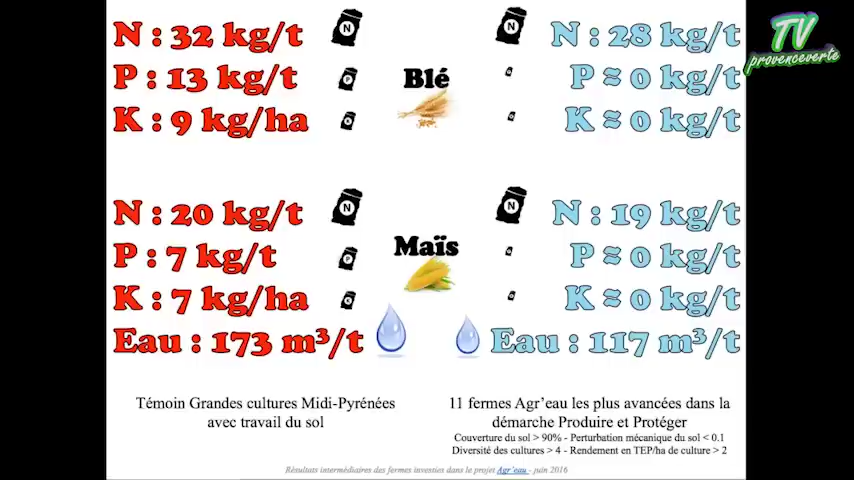 TV
provenceverte
N : 32 kg/t
P : 13 kg/t
K : 9 kg/ha
Blé
N : 28 kg/t
P ≈ 0 kg/t
K ≈ 0 kg/t
N : 20 kg/t
P : 7 kg/t
K : 7 kg/ha
Eau : 173 m³/t
Maïs
N : 19 kg/t
P ≈ 0 kg/t
K ≈ 0 kg/t
Eau : 117 m³/t
N
P
K
N
N
P
K
N
Témoin Grandes cultures Midi-Pyrénées
avec travail du sol
11 fermes Agr'eau les plus avancées dans la
démarche Produire et Protéger
Couverture du sol > 90% - Perturbation mécanique du sol < 0.1
Diversité des cultures > 4 - Rendement en TEP/ha de culture > 2
Résultats intermédiaires des fermes investies dans le projet Agr'eau - juin 2016